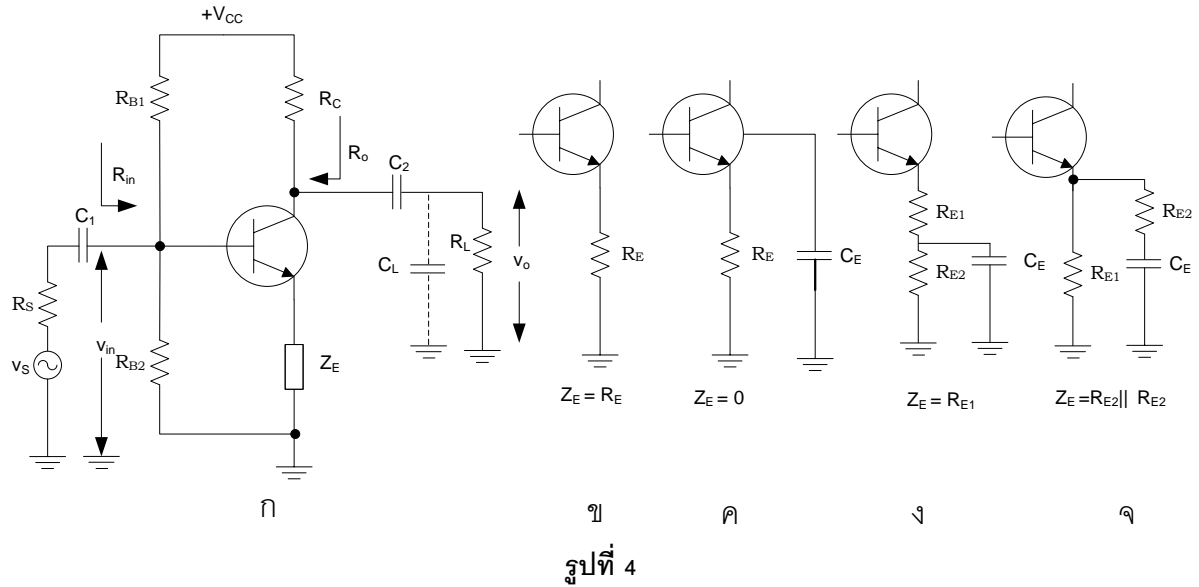 +VCC
RB1
RC
Ro
Rin
C1
C2
RS
vS
vin
RB2
ZE
CL
RL
vo
RE
ZE = RE
RE
CE
ZE = 0
RE1
RE2
CE
ZE = RE1
RE2
RE1
CE
ZE =RE2|| RE2
ก ข ค ง จ
รูปที่ 4